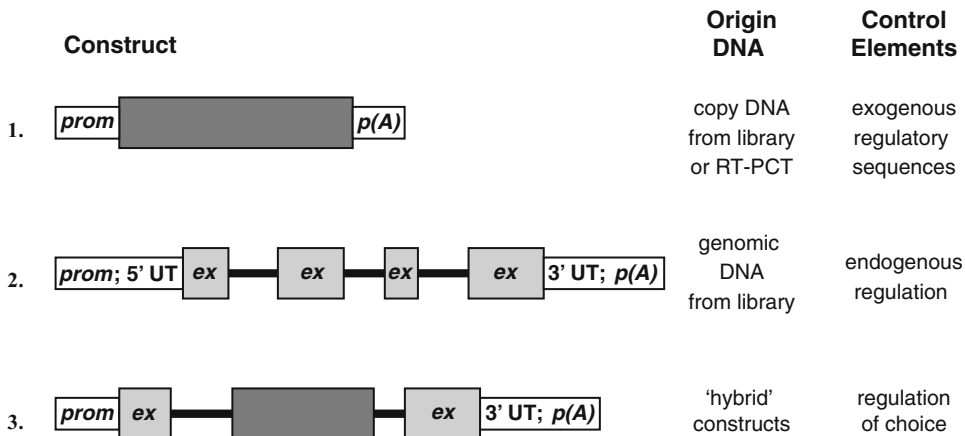 Construct
Origin DNA
Control Elements
1.
prom
p(A)
copy DNA
from library
or RT-PCT
exogenous
regulatory
sequences
2.
prom; 5' UT
ex
ex
ex
ex
3' UT; p(A)
genomic
DNA
from library
endogenous
regulation
3.
prom
ex
ex
3' UT; p(A)
'hybrid'
constructs
regulation
of choice